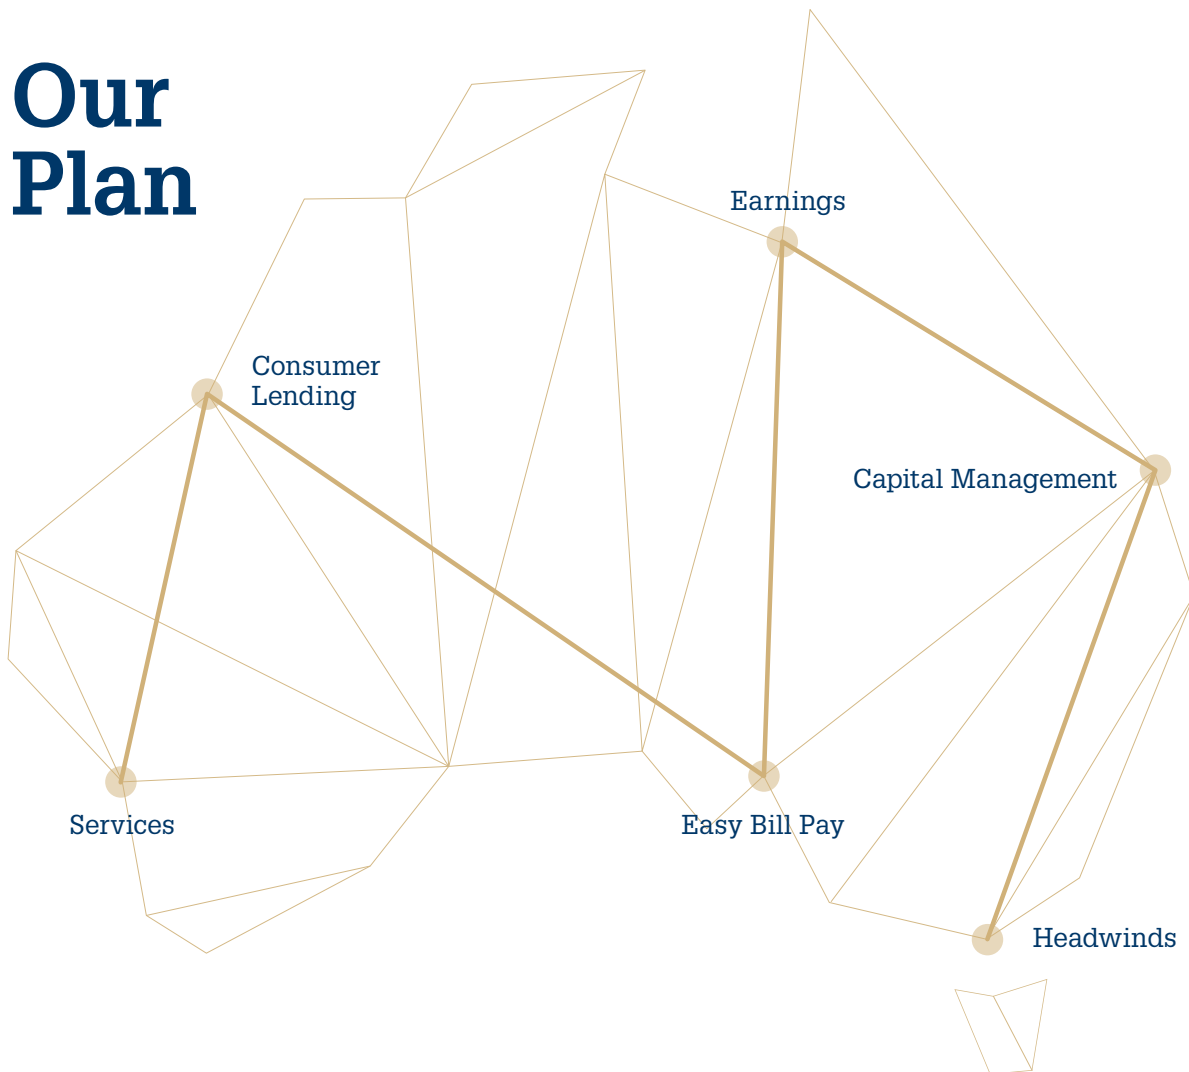 Our
Plan
Earnings
Consumer
Lending
Capital Management
Services
Easy Bill Pay
Headwinds